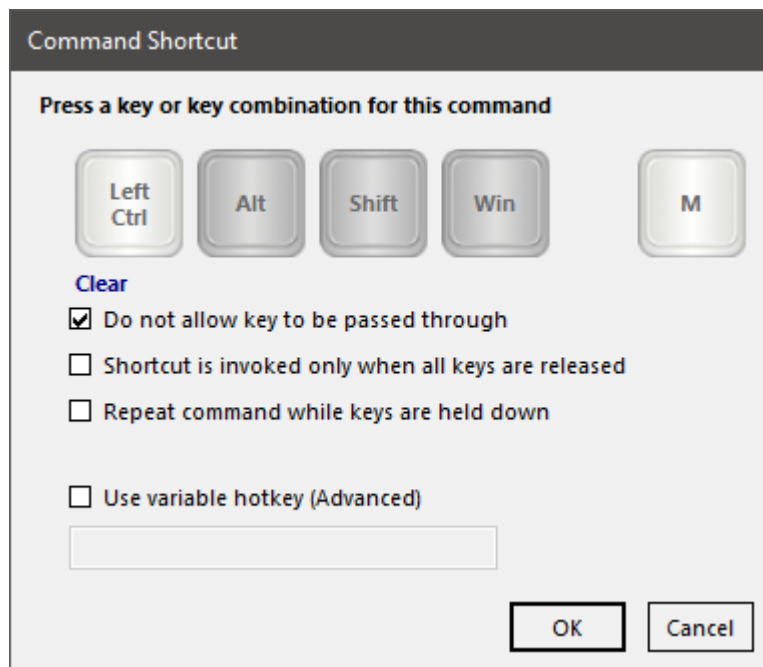 Command Shortcut
Press a key or key combination for this command
Left
Ctrl
Alt
Shift
Win
M
Clear
Do not allow key to be passed through
Shortcut is invoked only when all keys are released
Repeat command while keys are held down
Use variable hotkey (Advanced)
OK
Cancel